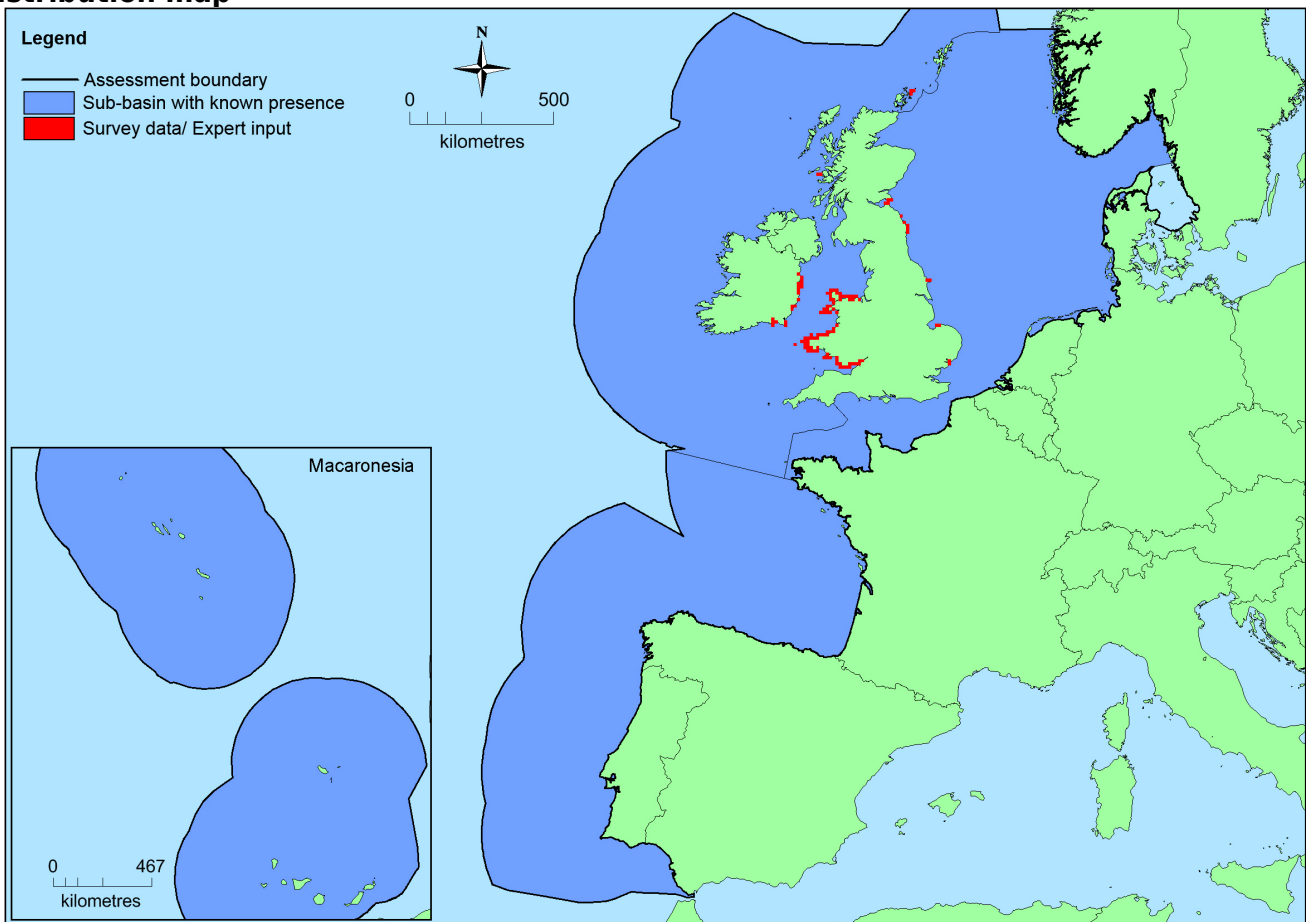 Legend
Assessment boundary
Sub-basin with known presence
Survey data/ Expert input
N
0 500
kilometres
Macaronesia
0 467
kilometres